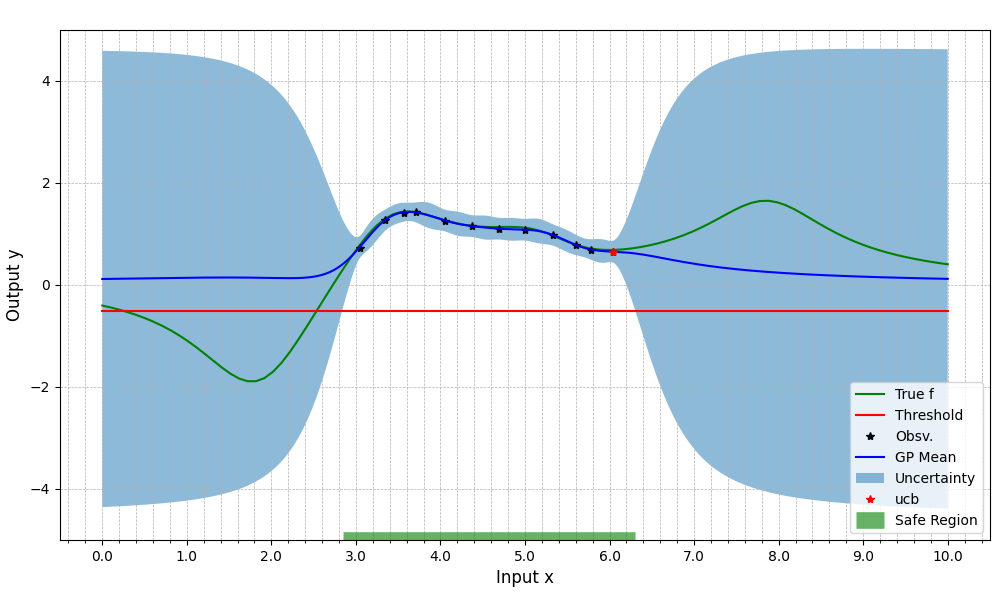 Output y
4
2
0
−2
−4
True f
Threshold
Obsv.
GP Mean
Uncertainty
ucb
Safe Region
0.0 1.0 2.0 3.0 4.0 5.0 6.0 7.0 8.0 9.0 10.0
Input x